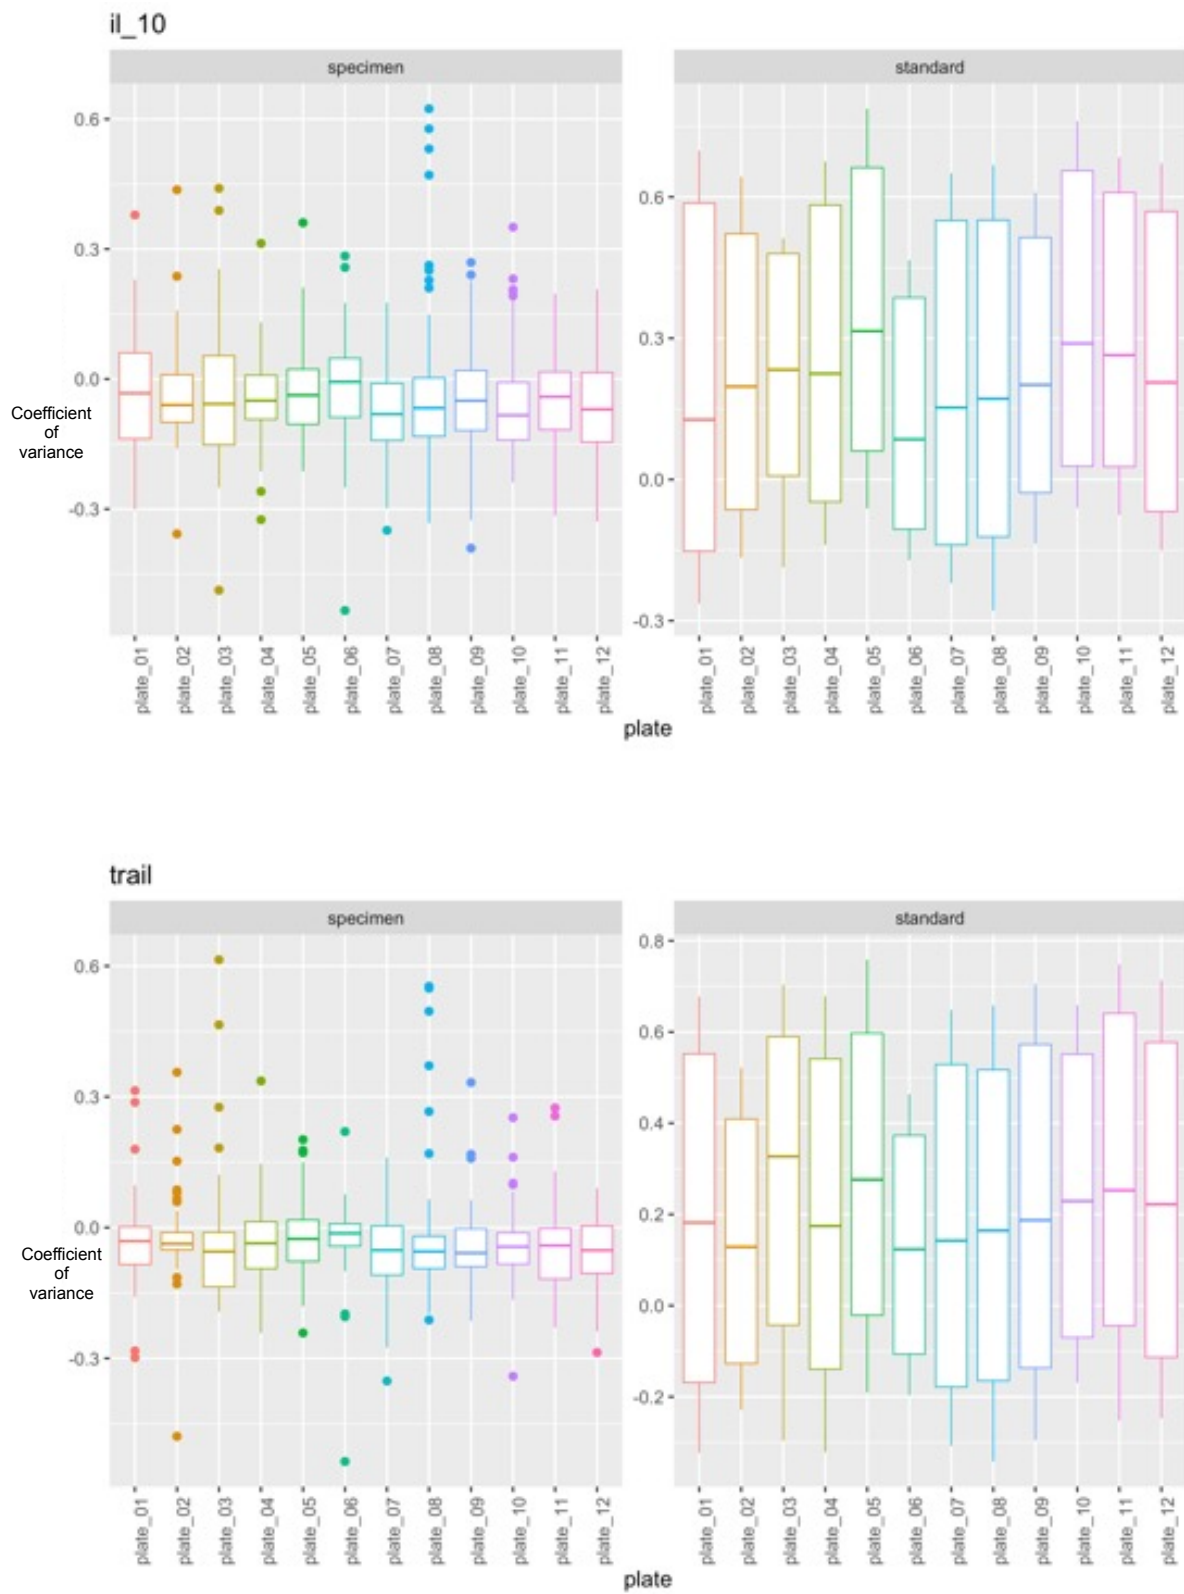 il_10
specimen
standard
0.6
0.3
0.0
-0.3
Coefficient
of
variance
0.6
0.3
0.0
-0.3
plate_01
plate_02
plate_03
plate_04
plate_05
plate_06
plate_07
plate_08
plate_09
plate_10
plate_11
plate_12
plate_01
plate_02
plate_03
plate_04
plate_05
plate_06
plate_07
plate_08
plate_09
plate_10
plate_11
plate_12
plate
trail
specimen
standard
0.6
0.3
0.0
-0.3
Coefficient
of
variance
0.8
0.6
0.4
0.2
0.0
-0.2
plate_01
plate_02
plate_03
plate_04
plate_05
plate_06
plate_07
plate_08
plate_09
plate_10
plate_11
plate_12
plate_01
plate_02
plate_03
plate_04
plate_05
plate_06
plate_07
plate_08
plate_09
plate_10
plate_11
plate_12
plate